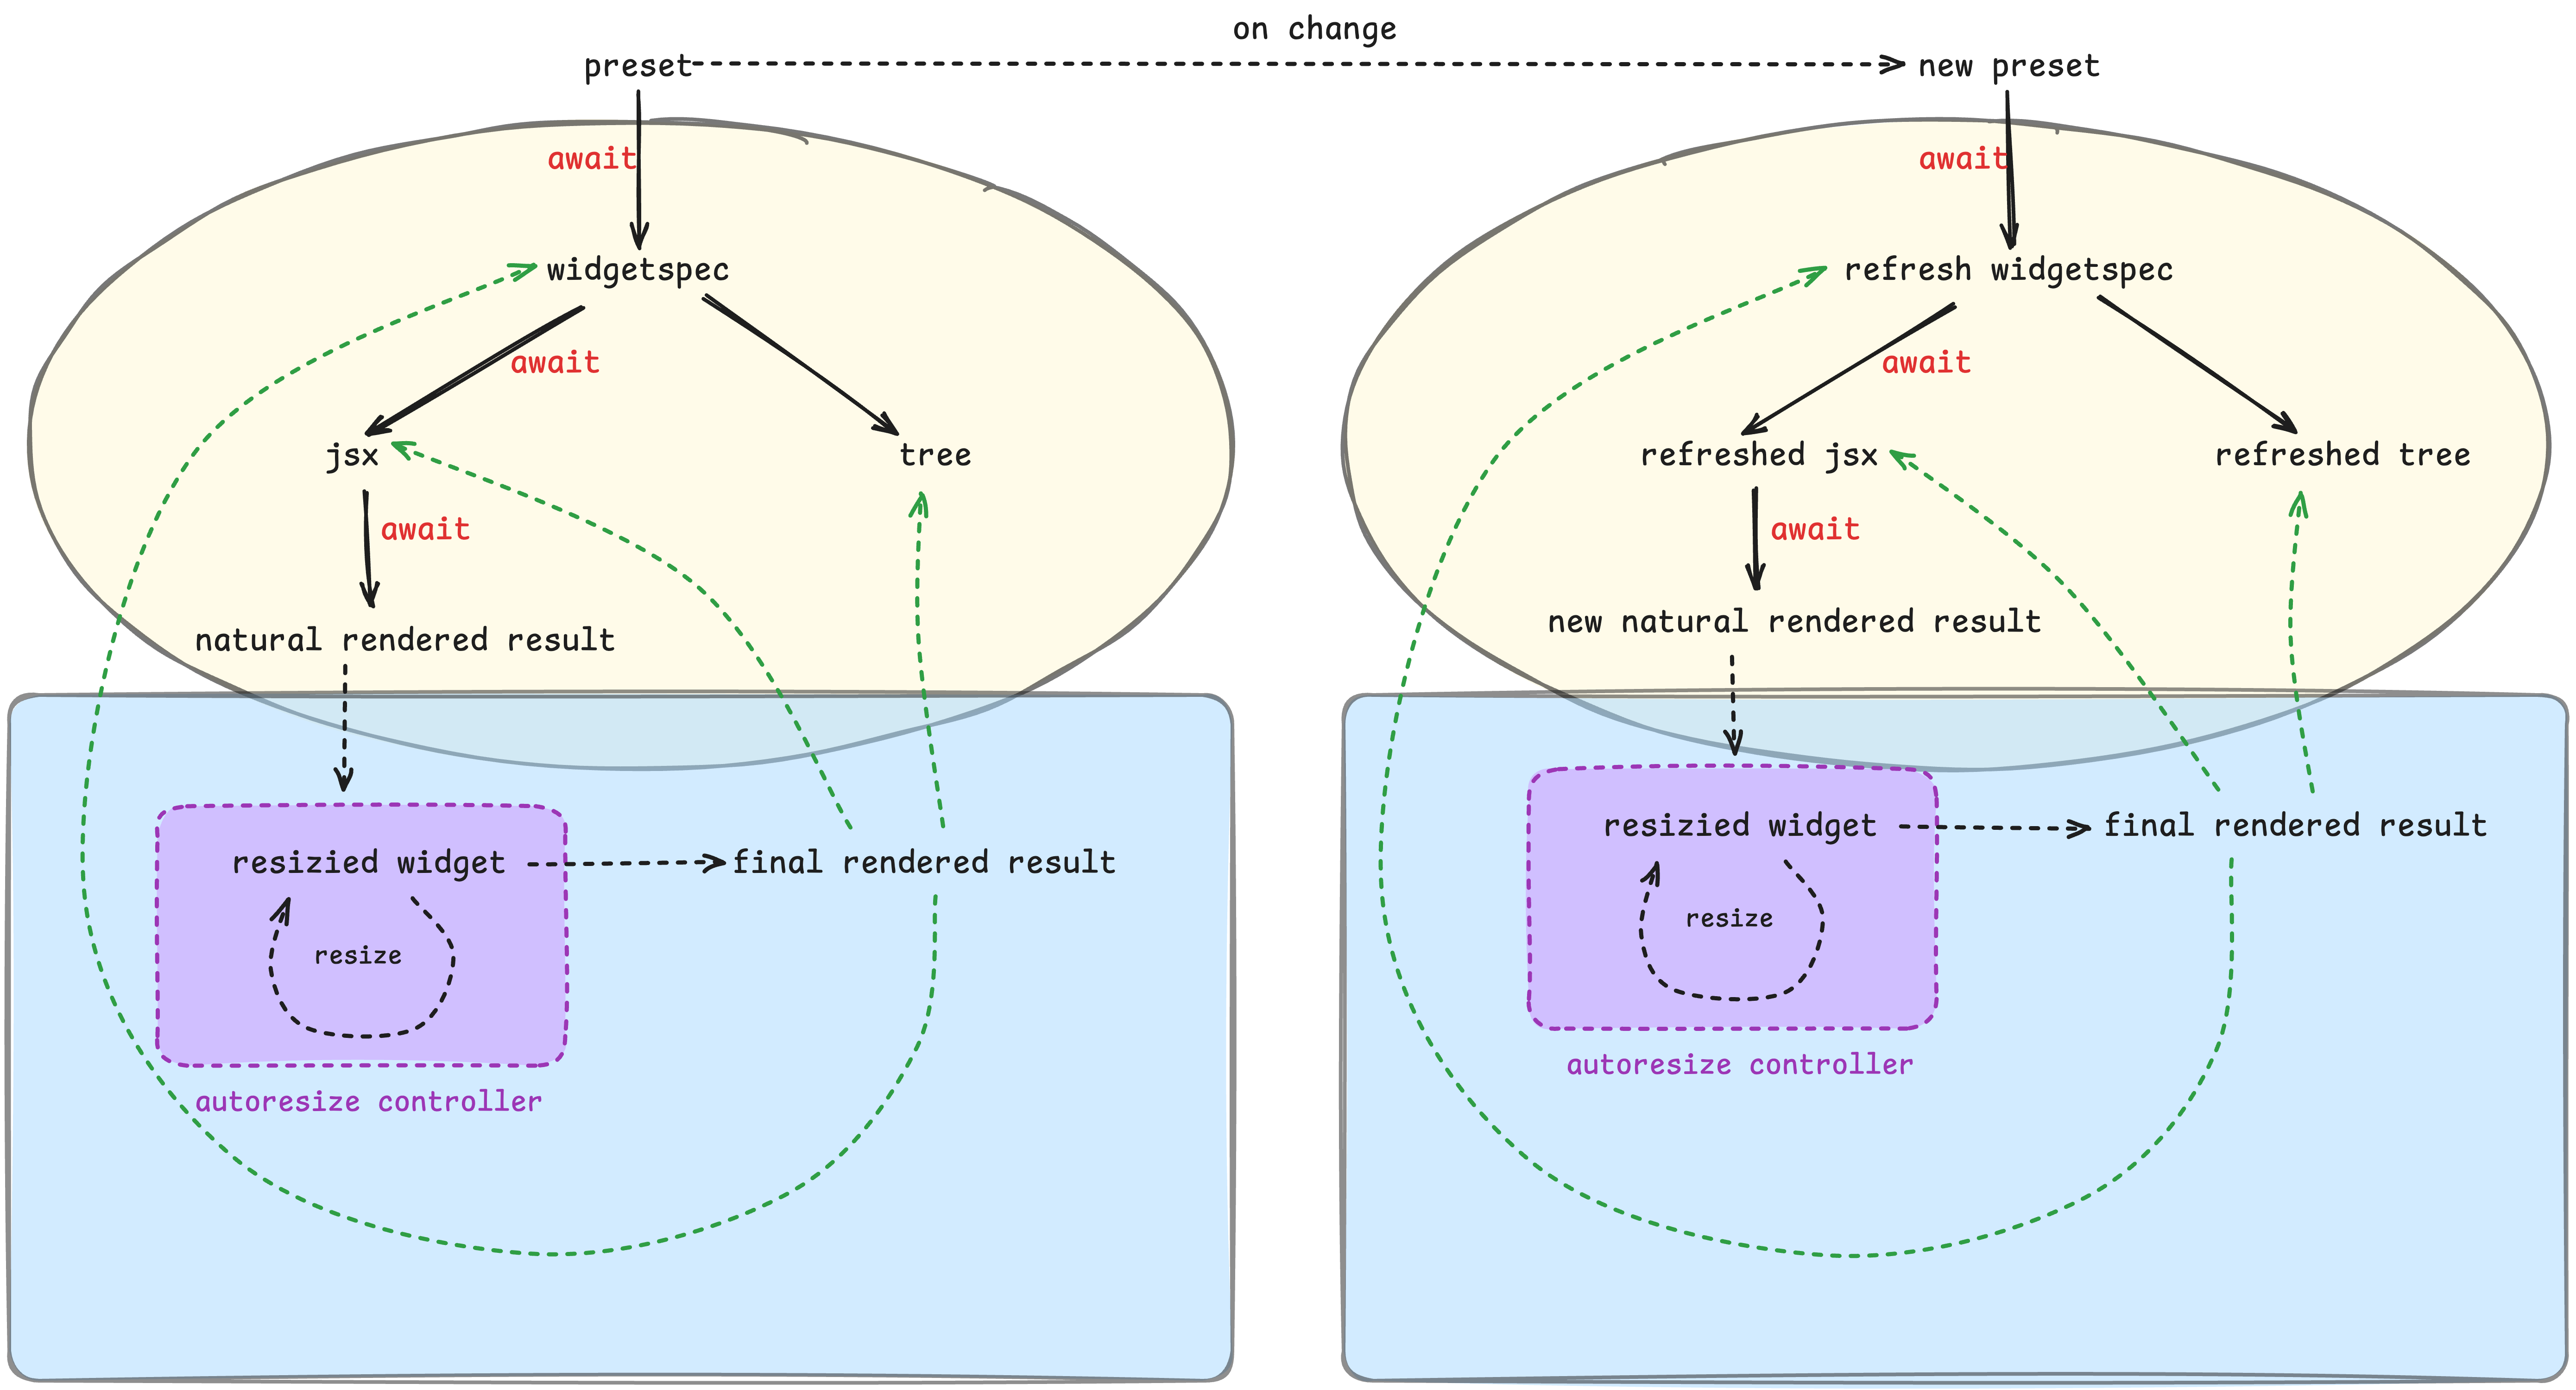 on change
preset
new preset
await
await
widgetspec
refresh widgetspec
await
await
jsx
tree
refreshed jsx
refreshed tree
await
await
natural rendered result
new natural rendered result
resizied widget
final rendered result
resizied widget
final rendered result
resize
resize
autoresize controller
autoresize controller